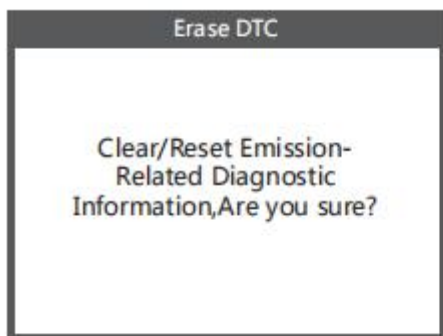 Erase DTC
Clear/Reset Emission-
Related Diagnostic
Information,Are you sure?